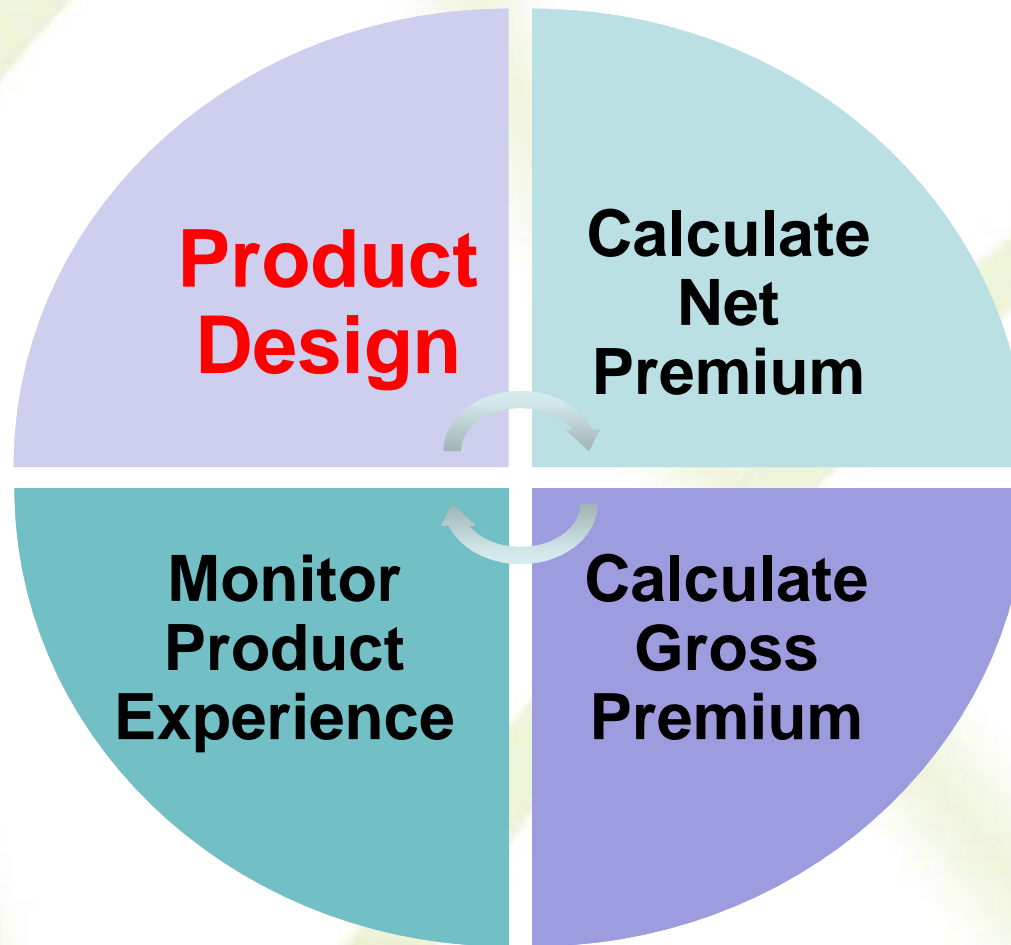 Product
Design
Calculate
Net
Premium
Monitor
Product
Experience
Calculate
Gross
Premium